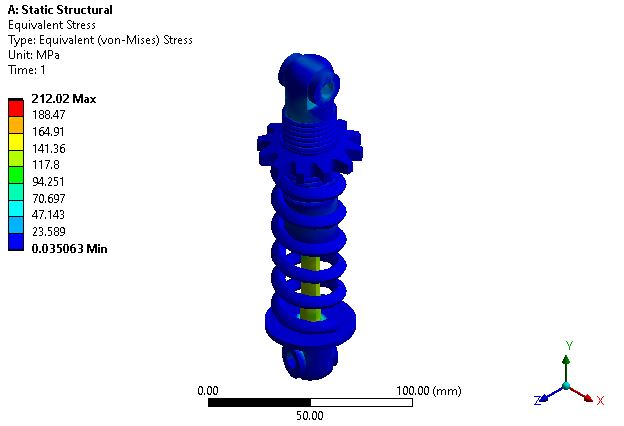 A: Static Structural
Equivalent Stress
Type: Equivalent (von-Mises) Stress
Unit: MPa
Time: 1
212.02 Max
188.47
164.91
141.36
117.8
94.251
70.697
47.143
23.589
0.035063 Min
0.00
100.00 (mm)
50.00
Y
Z
X